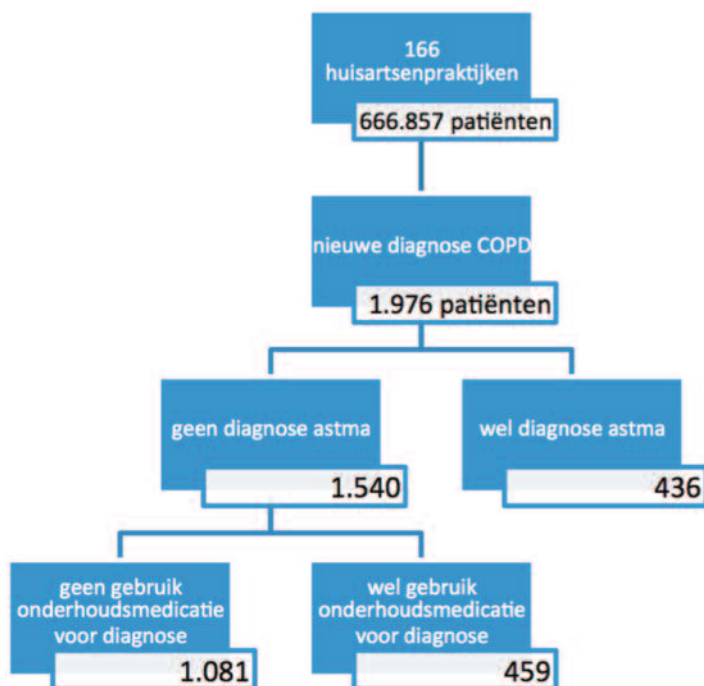 166
huisartsenpraktijken
666.857 patiënten
nieuwe diagnose COPD
1.976 patiënten
geen diagnose astma
1.540
wel diagnose astma
436
geen gebruik
onderhoudsmedicatie
voor diagnose
1.081
wel gebruik
onderhoudsmedicatie
voor diagnose
459